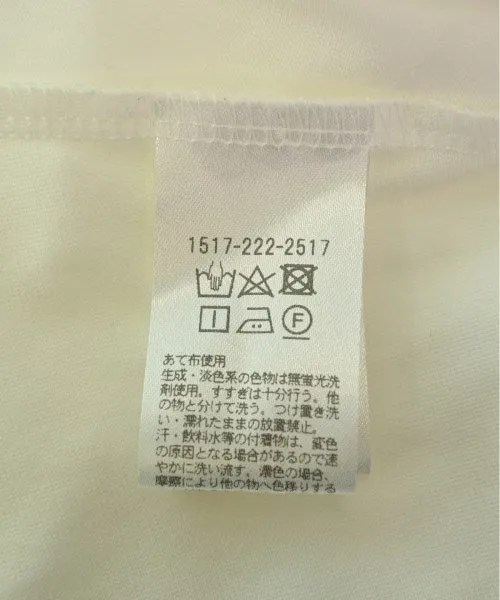 1517-222-2517
F
あて布使用
生成・淡色系の色物は無蛍光洗
剤使用。すすぎは十分行う。他
の物と分けて洗う。つけ置き洗
い・濡れたままの放置禁止。
汗・飲料水等の付着物は、変色
の原因となる場合があるので速
やかに洗い流す。濃色の場合、
摩擦により他の物へ色移りする